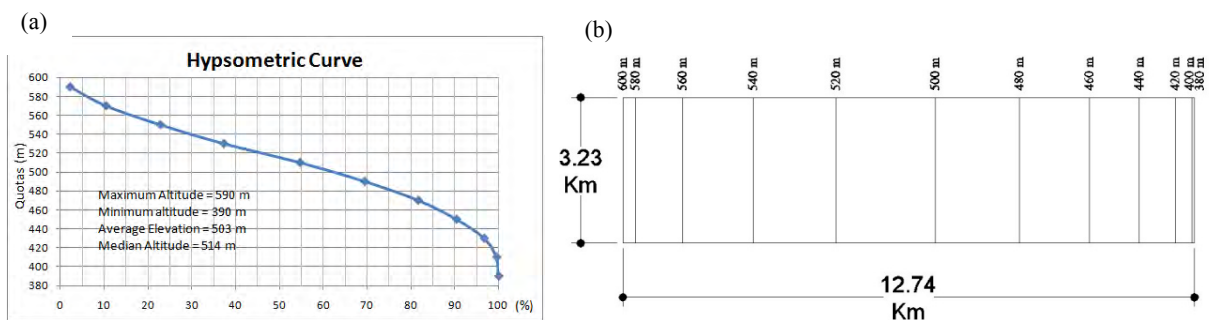 (a)
Hypsometric Curve
Quotas (m)
600
580
560
540
520
500
480
460
440
420
400
380
Maximum Altitude = 590 m
Minimum altitude = 390 m
Average Elevation = 503 m
Median Altitude = 514 m
0 10 20 30 40 50 60 70 80 90 100 (%)
(b)
600 m 580 m 560 m 540 m 520 m 500 m 480 m 460 m 440 m 420 m 400 m 380 m
3.23
Km
12.74
Km